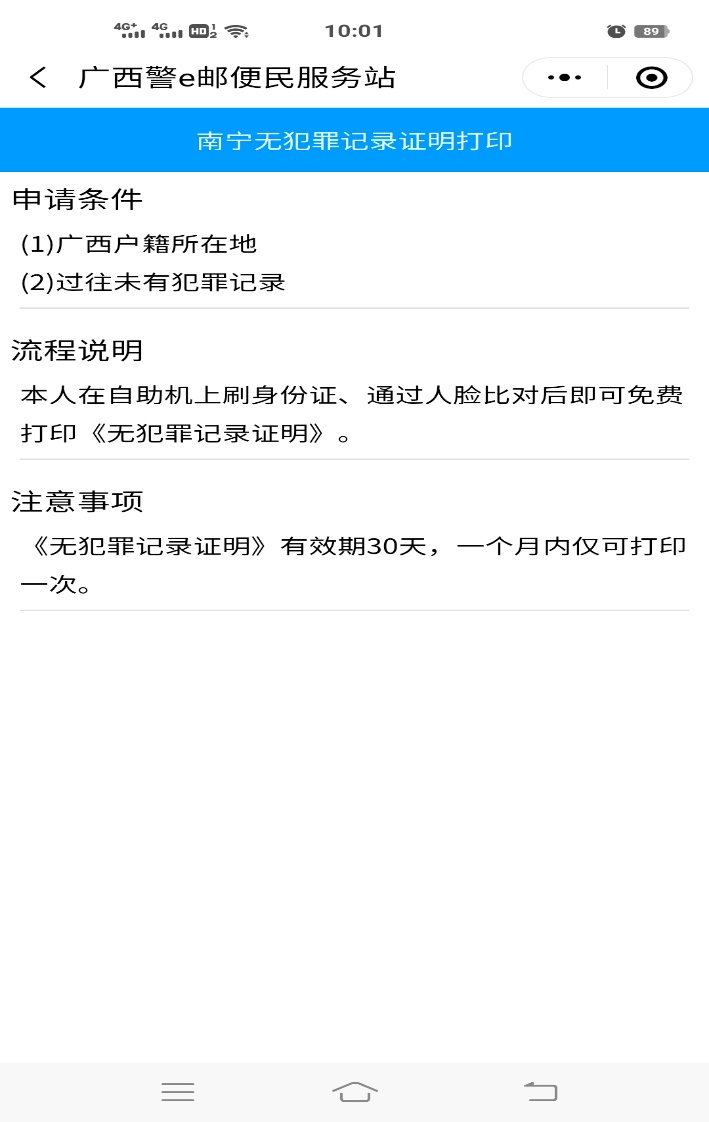 4G+ 4G HD 1 2 10:01 89
广西警e邮便民服务站
南宁无犯罪记录证明打印
申请条件
(1)广西户籍所在地
(2)过往未有犯罪记录
流程说明
本人在自助机上刷身份证、通过人脸比对后即可免费
打印《无犯罪记录证明》。
注意事项
《无犯罪记录证明》有效期30天，一个月内仅可打印
一次。